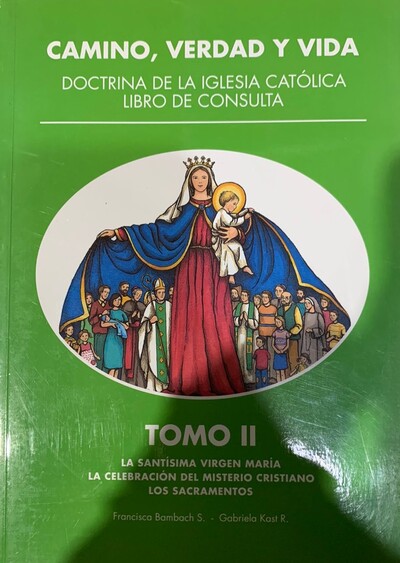 CAMINO, VERDAD Y VIDA
DOCTRINA DE LA IGLESIA CATÓLICA
LIBRO DE CONSULTA
TOMO II
LA SANTÍSIMA VIRGEN MARÍA
LA CELEBRACIÓN DEL MISTERIO CRISTIANO
LOS SACRAMENTOS
Francisca Bambach S. - Gabriela Kast R.